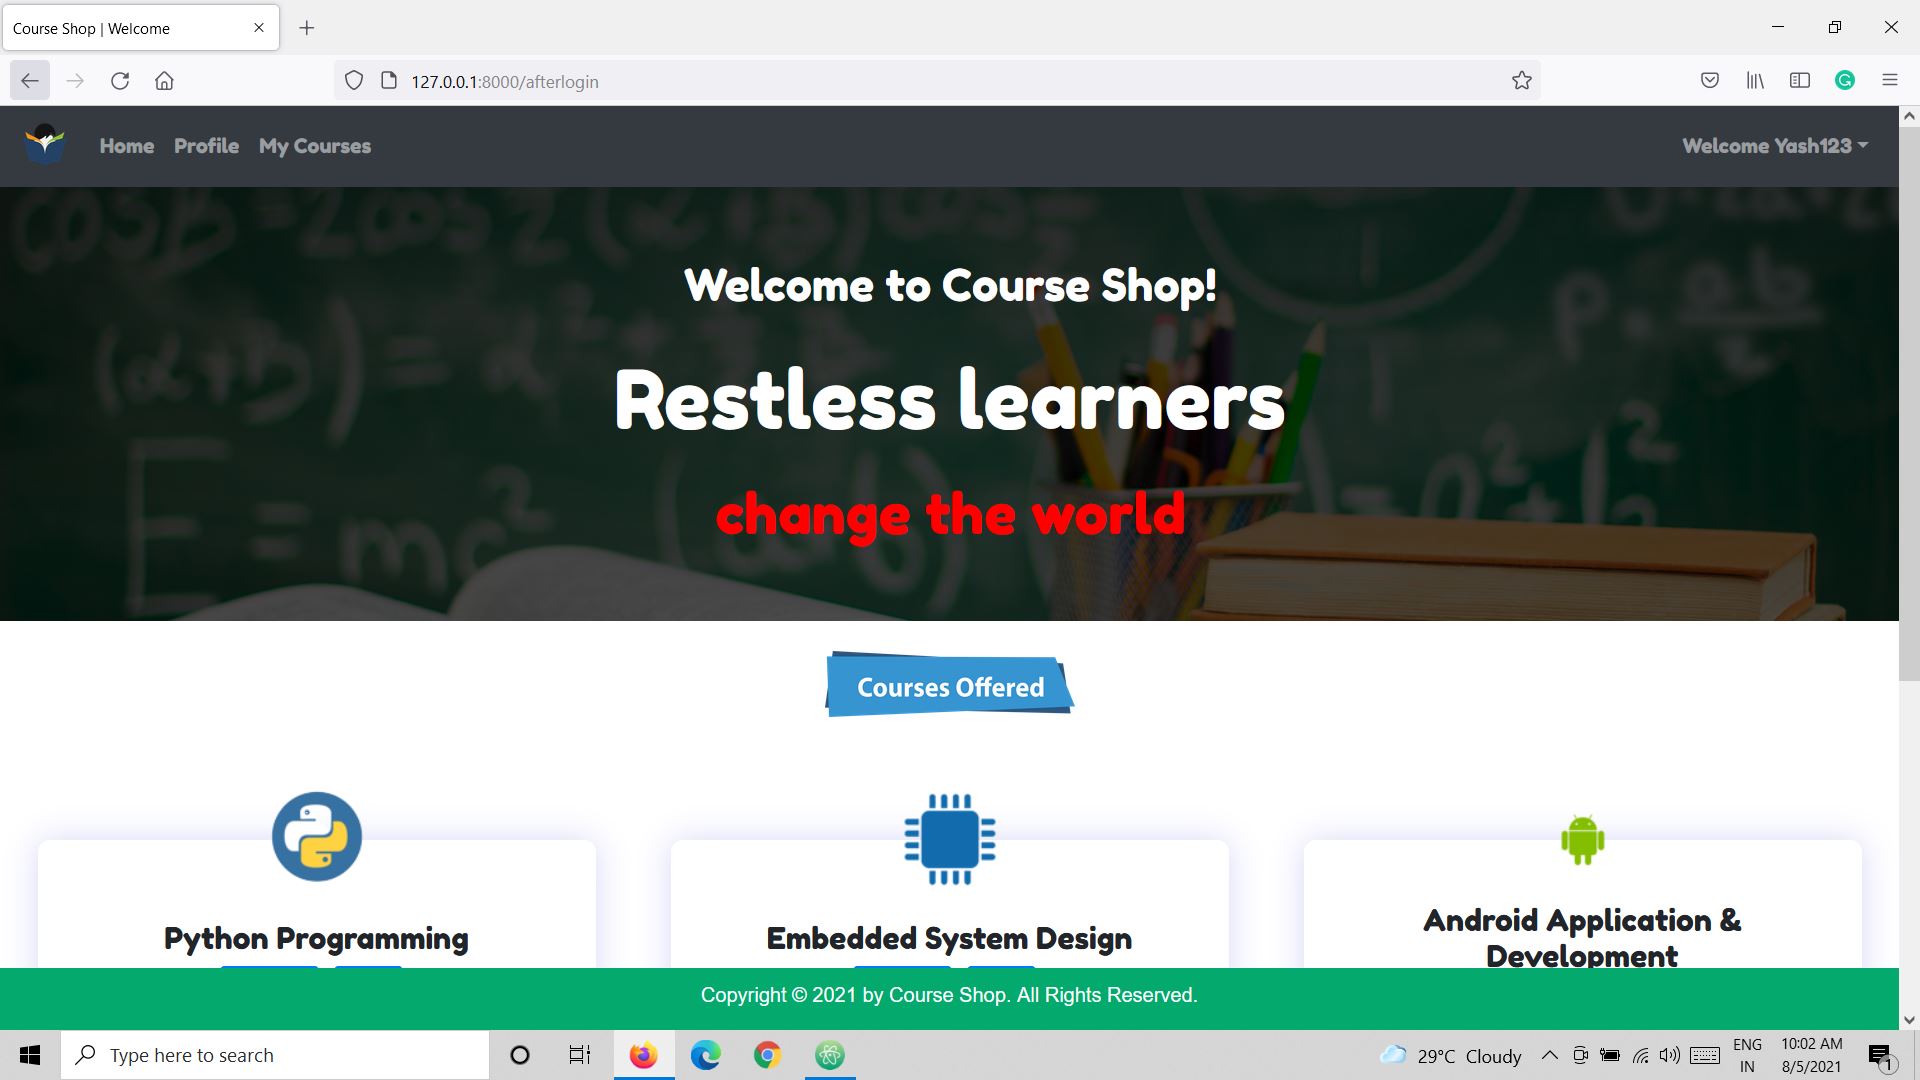 Course Shop | Welcome
127.0.0.1:8000/afterlogin
Home Profile My Courses Welcome Yash123
Welcome to Course Shop!
Restless learners
change the world
Courses Offered
Python Programming
Embedded System Design
Android Application &
Development
Copyright © 2021 by Course Shop. All Rights Reserved.
Type here to search
29°C Cloudy
ENG
IN
10:02 AM
8/5/2021
1